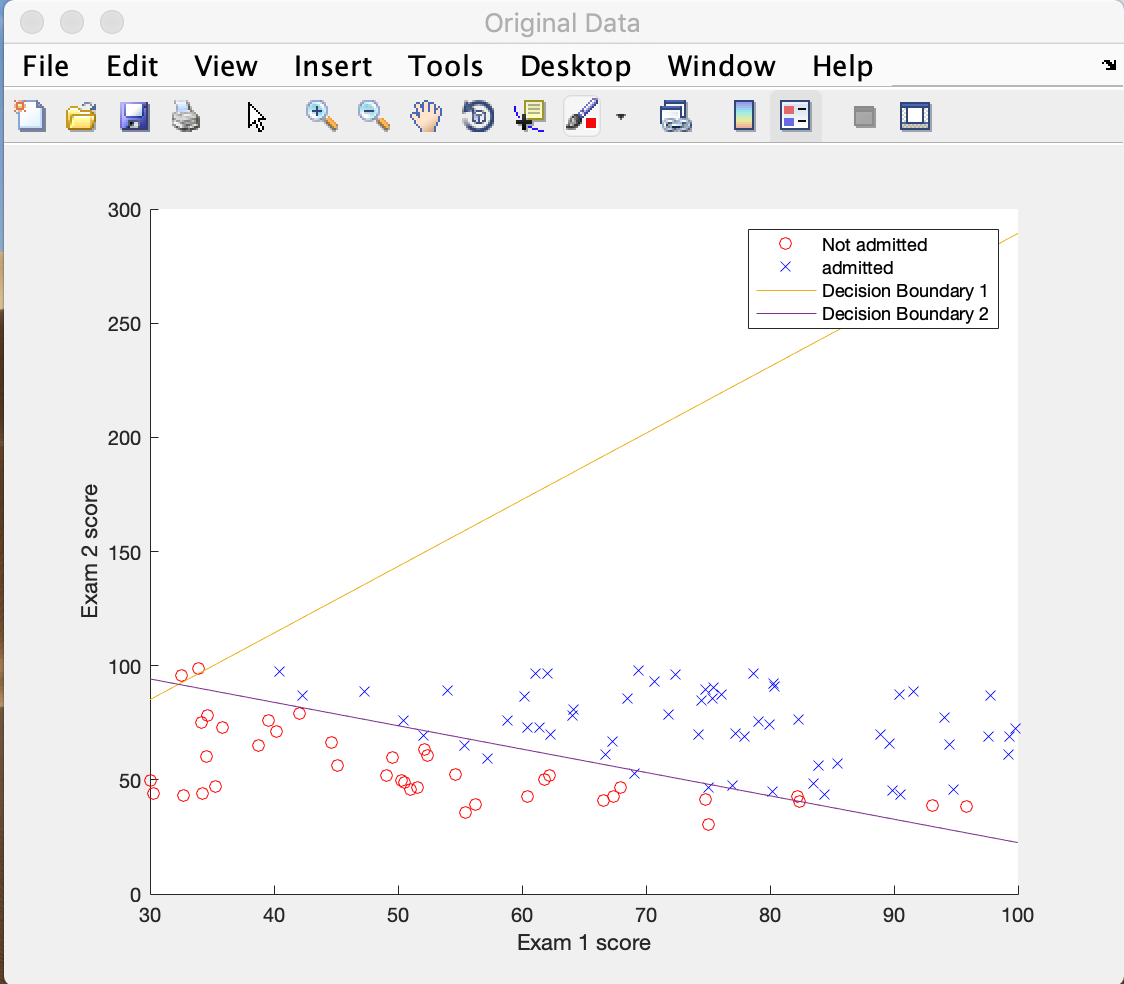 Original Data
File Edit View Insert Tools Desktop Window Help
300
250
200
150
100
50
0
Exam 2 score
Not admitted
admitted
Decision Boundary 1
Decision Boundary 2
30 40 50 60 70 80 90 100
Exam 1 score